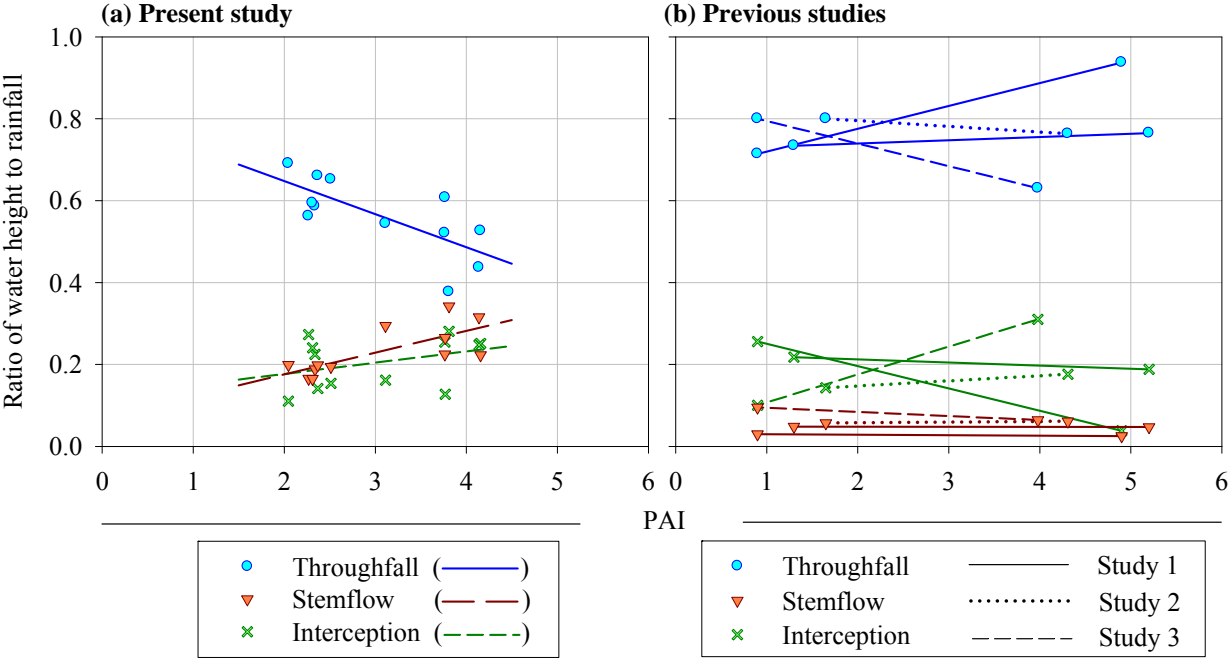 (a) Present study
(b) Previous studies
Ratio of water height to rainfall
1.0
0.8
0.6
0.4
0.2
0.0
0 1 2 3 4 5 6
0 1 2 3 4 5 6
PAI
Throughfall ( )
Stemflow ( )
Interception ( )
Throughfall Study 1
Stemflow Study 2
Interception Study 3